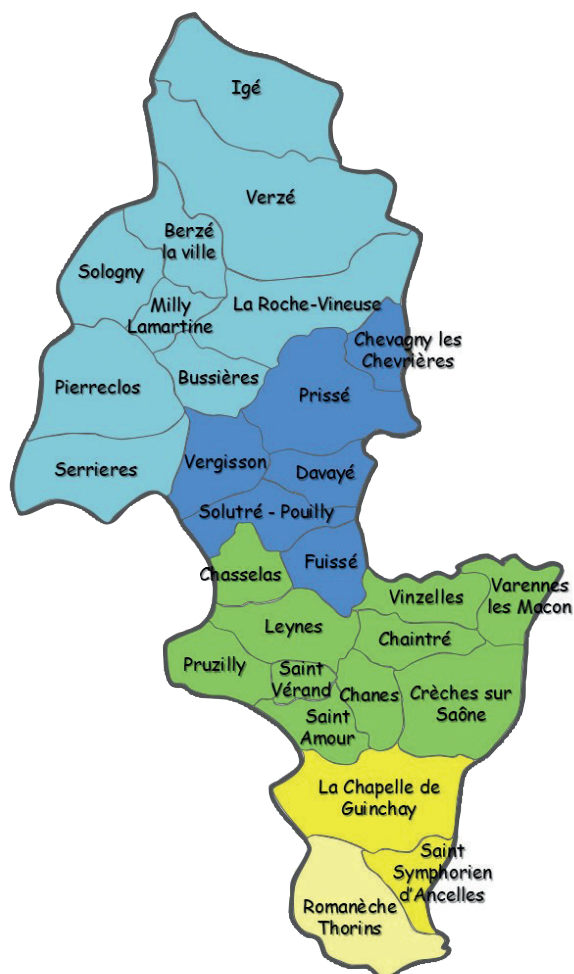 Igé
Verzé
Berzé
la ville
Sologny
Milly
Lamartine
La Roche-Vineuse
Chevagny les
Chevrières
Pierreclos
Bussières
Prissé
Serrieres
Vergisson
Davayé
Solutré - Pouilly
Fuissé
Chasselas
Vinzelles
Varennes
les Macon
Leynes
Chaintré
Pruzilly
Saint
Vérand
Chanes
Crèches sur
Saône
Saint
Amour
La Chapelle de
Guinchay
Saint
Symphorien
d'Ancelles
Romanèche
Thorins